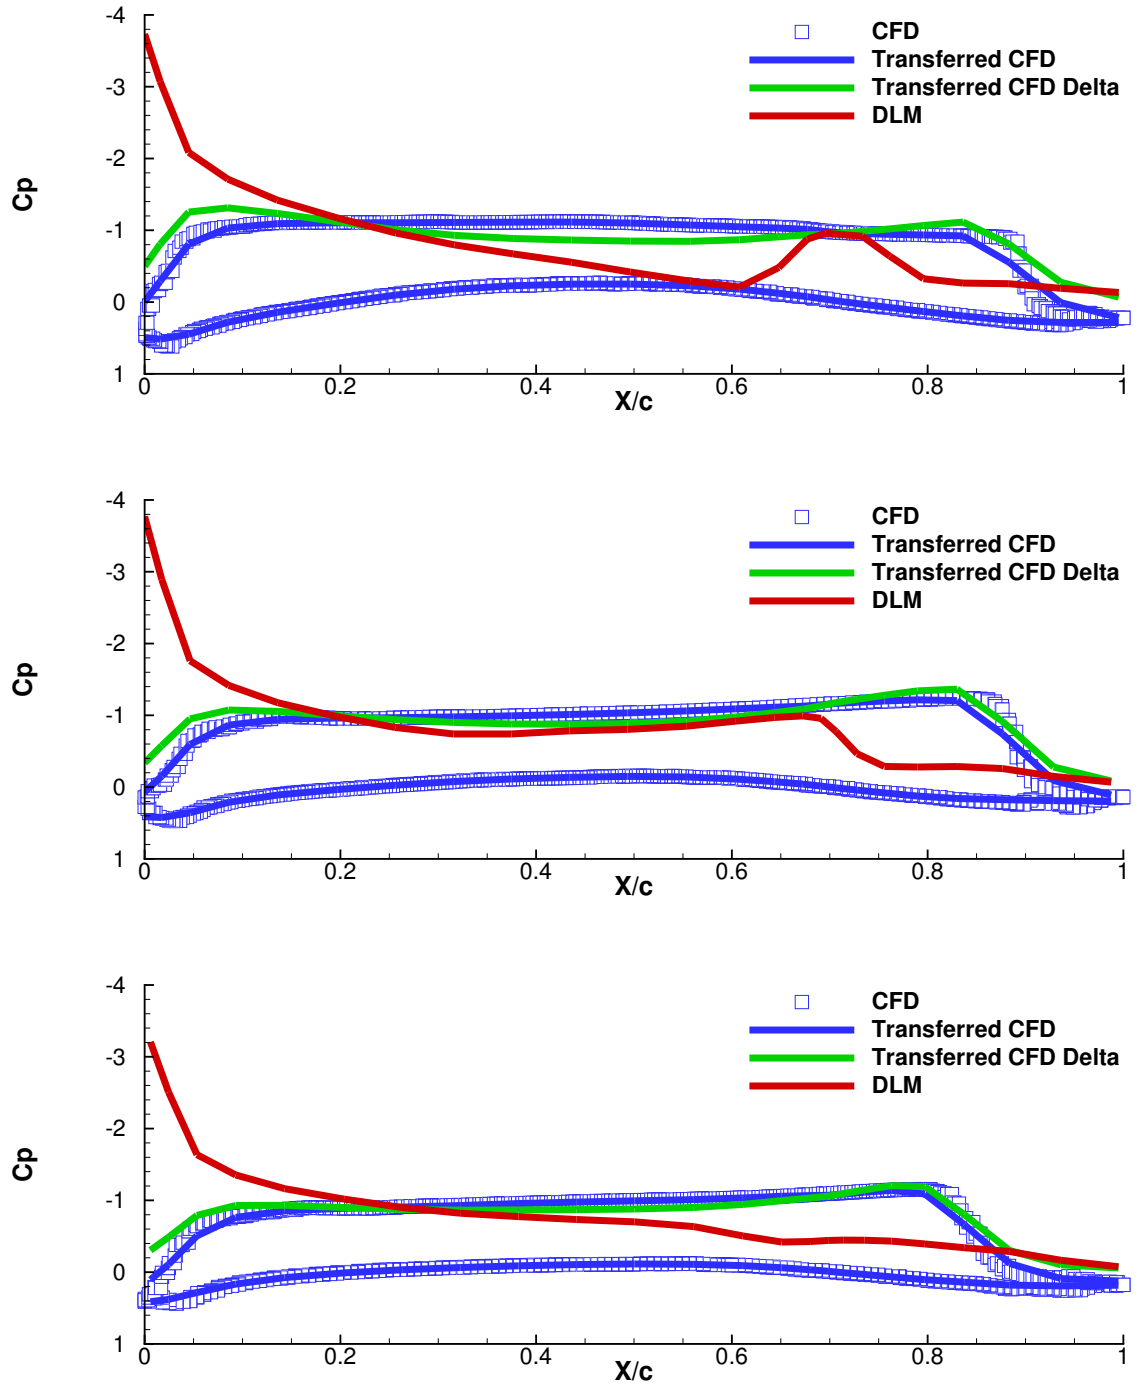 -4
CFD
Transferred CFD
-3
Transferred CFD Delta
DLM
-2
Cp
-1
0
1
0 0.2 0.4 0.6 0.8 1
X/c
-4
CFD
Transferred CFD
-3
Transferred CFD Delta
DLM
-2
Cp
-1
0
1
0 0.2 0.4 0.6 0.8 1
X/c
-4
CFD
Transferred CFD
-3
Transferred CFD Delta
DLM
-2
Cp
-1
0
1
0 0.2 0.4 0.6 0.8 1
X/c